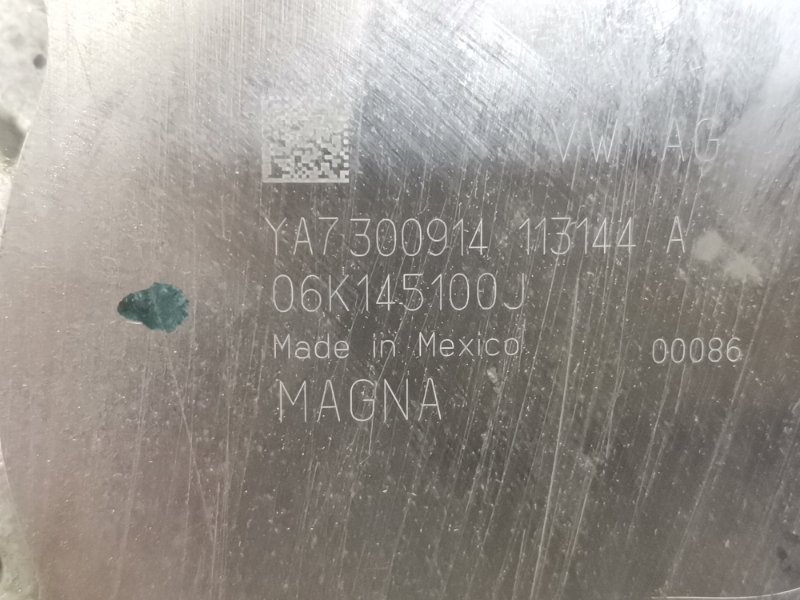 VW AG
YA7300914 113144 A
06K145100J
Made in Mexico
00086
MAGNA